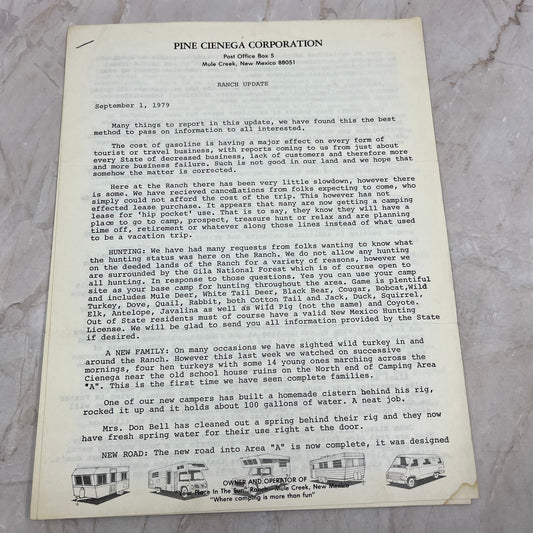 PINE CIENEGA CORPORATION
Post Office Box 5
Mule Creek, New Mexico 88051
RANCH UPDATE
September 1, 1979
Many things to report in this update, we have found this the best
method to pass on information to all interested.
The cost of gasoline is having a major effect on every form of
tourist or travel business, with reports coming to us from just about
every State of decreased business, lack of customers and therefore more
and more business failure. Such is not good in our land and we hope that
somehow the matter is corrected.
Here at the Ranch there has been very little slowdown, however there
is some. We have recieved cancellations from folks expecting to come, who
simply could not afford the cost of the trip. This however has not
effected lease purchase. It appears that many are now getting a camping
lease for 'hip pocket' use. That is to say, they know they will have a
place to go to camp, prospect, treasure hunt or relax and are planning
time off, retirement or whatever along those lines instead of what used
to be a vacation trip.
HUNTING: We have had many requests from folks wanting to know what
the hunting status was here on the Ranch. We do not allow any hunting
on the deeded lands of the Ranch for a variety of reasons, however we
are surrounded by the Gila National Forest which is of course open to
all hunting. In response to those questions. Yes you can use your camp
site as your base camp for hunting throughout the area. Game is plentiful
and includes Mule Deer, White Tail Deer, Black Bear, Cougar, Bobcat,Wild
Turkey, Dove, Quail, Rabbit, both Cotton Tail and Jack, Duck, Squirrel,
Elk, Antelope, Javalina as well as Wild Pig (not the same) and Coyote.
Out of State residents must of course have a valid New Mexico Hunting
License. We will be glad to send you all information provided by the State
if desired.
A NEW FAMILY: On many occasions we have sighted wild turkey in and
around the Ranch. However this last week we watched on successive
mornings, four hen turkeys with some 14 young ones marching across the
Cienega near the old school house ruins on the North end of Camping Area
"A". This is the first time we have seen complete families.
One of our new campers has built a homemade cistern behind his rig,
rocked it up and it holds about 100 gallons of water. A neat job.
Mrs. Don Bell has cleaned out a spring behind their rig and they now
have fresh spring water for their use right at the door.
NEW ROAD: The new road into Area "A" is now complete, it was designed
OWNER AND OPERATOR OF
Place In The Sun" Ranch Mule Creek, New Mexico
"Where camping is more than fun"